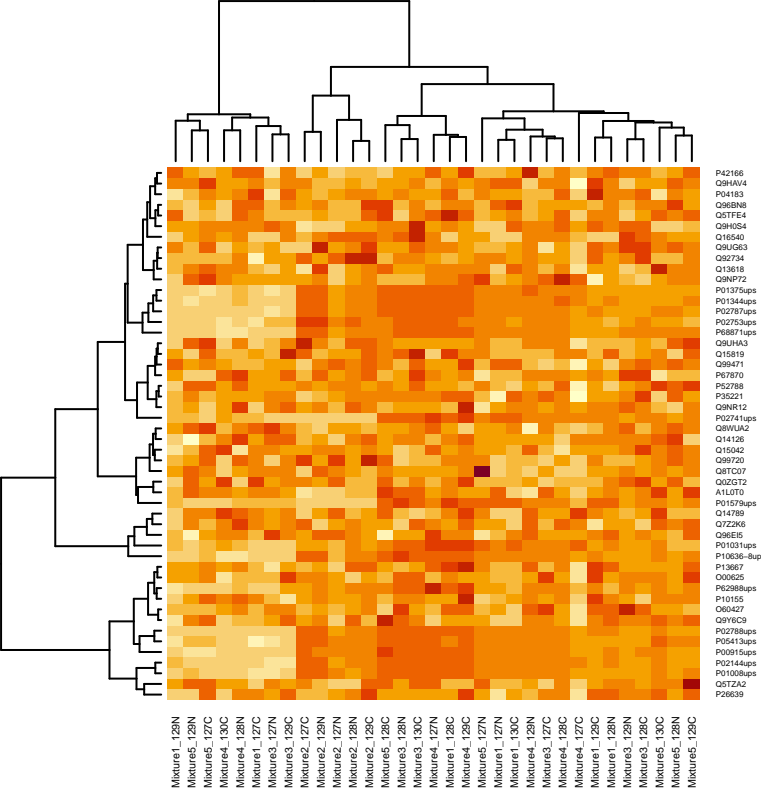 P42166
Q9HAV4
P04183
Q96BN8
Q5TFE4
Q9H0S4
Q16540
Q9UG63
Q92734
Q13618
Q9NP72
P01375ups
P01344ups
P02787ups
P02753ups
P68871ups
Q9UHA3
Q15819
Q99471
P67870
P52788
P35221
Q9NR12
P02741ups
Q8WUA2
Q14126
Q15042
Q99720
Q8TC07
Q0ZGT2
A1L0T0
P01579ups
Q14789
Q7Z2K6
Q96EI5
P01031ups
P10636−8up
P13667
O00625
P62988ups
P10155
O60427
Q9Y6C9
P02788ups
P05413ups
P00915ups
P02144ups
P01008ups
Q5TZA2
P26639
Mixture1_129N
Mixture5_129N
Mixture5_127C
Mixture4_130C
Mixture4_128N
Mixture1_127C
Mixture3_127N
Mixture3_129C
Mixture2_127C
Mixture2_129N
Mixture2_127N
Mixture2_128N
Mixture2_129C
Mixture5_128C
Mixture3_128N
Mixture3_130C
Mixture4_127N
Mixture1_128C
Mixture4_129C
Mixture5_127N
Mixture1_127N
Mixture1_130C
Mixture4_129N
Mixture3_127C
Mixture4_128C
Mixture4_127C
Mixture1_129C
Mixture1_128N
Mixture3_129N
Mixture3_128C
Mixture5_130C
Mixture5_128N
Mixture5_129C